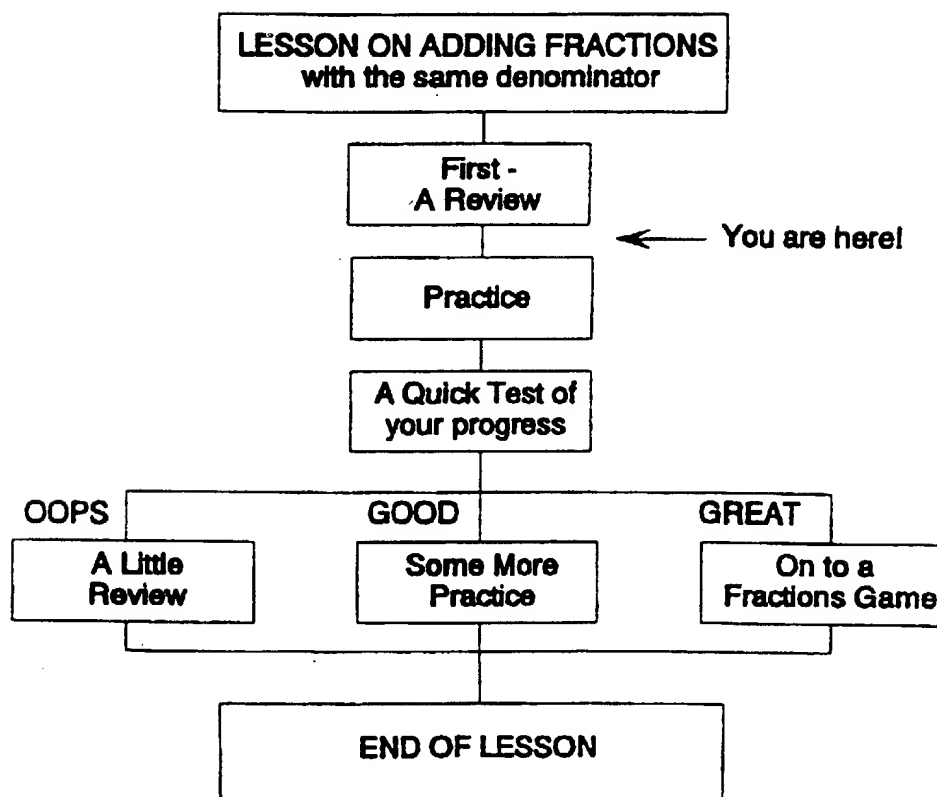 LESSON ON ADDING FRACTIONS
with the same denominator
First -
A Review
You are here!
Practice
A Quick Test of
your progress
OOPS
GOOD
GREAT
A Little
Review
Some More
Practice
On to a
Fractions Game
END OF LESSON